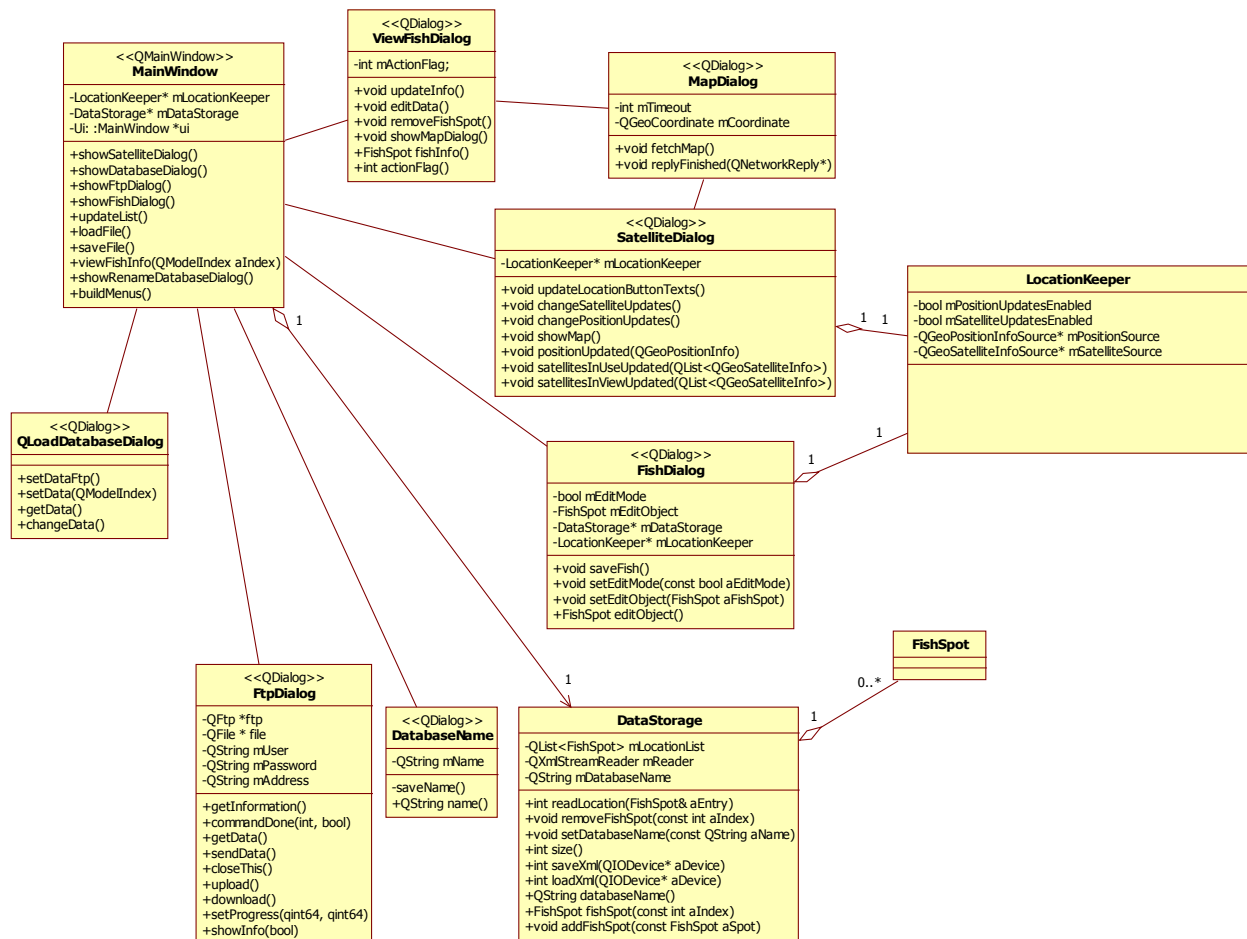 <<QMainWindow>>
MainWindow
-LocationKeeper* mLocationKeeper
-DataStorage* mDataStorage
-Ui: :MainWindow *ui
+showSatelliteDialog()
+showDatabaseDialog()
+showFtpDialog()
+showFishDialog()
+updateList()
+loadFile()
+saveFile()
+viewFishInfo(QModelIndex aIndex)
+showRenameDatabaseDialog()
+buildMenus()
1
<<QDialog>>
ViewFishDialog
-int mActionFlag;
+void updateInfo()
+void editData()
+void removeFishSpot()
+void showMapDialog()
+FishSpot fishInfo()
+int actionFlag()
<<QDialog>>
MapDialog
-int mTimeout
-QGeoCoordinate mCoordinate
+void fetchMap()
+void replyFinished(QNetworkReply*)
<<QDialog>>
SatelliteDialog
-LocationKeeper* mLocationKeeper
+void updateLocationButtonTexts()
+void changeSatelliteUpdates()
+void changePositionUpdates()
+void showMap()
+void positionUpdated(QGeoPositionInfo)
+void satellitesInUseUpdated(QList<QGeoSatelliteInfo>)
+void satellitesInViewUpdated(QList<QGeoSatelliteInfo>)
1
1
LocationKeeper
-bool mPositionUpdatesEnabled
-bool mSatelliteUpdatesEnabled
-QGeoPositionInfoSource* mPositionSource
-QGeoSatelliteInfoSource* mSatelliteSource
<<QDialog>>
QLoadDatabaseDialog
+setDataFtp()
+setData(QModelIndex)
+getData()
+changeData()
<<QDialog>>
FishDialog
-bool mEditMode
-FishSpot mEditObject
-DataStorage* mDataStorage
-LocationKeeper* mLocationKeeper
+void saveFish()
+void setEditMode(const bool aEditMode)
+void setEditObject(FishSpot aFishSpot)
+FishSpot editObject()
1
1
<<QDialog>>
FtpDialog
-QFtp *ftp
-QFile * file
-QString mUser
-QString mPassword
-QString mAddress
+getInformation()
+commandDone(int, bool)
+getData()
+sendData()
+closeThis()
+upload()
+download()
+setProgress(qint64, qint64)
+showInfo(bool)
<<QDialog>>
DatabaseName
-QString mName
-saveName()
+QString name()
1
DataStorage
-QList<FishSpot> mLocationList
-QXmlStreamReader mReader
-QString mDatabaseName
+int readLocation(FishSpot& aEntry)
+void removeFishSpot(const int aIndex)
+void setDatabaseName(const QString aName)
+int size()
+int saveXml(QIODevice* aDevice)
+int loadXml(QIODevice* aDevice)
+QString databaseName()
+FishSpot fishSpot(const int aIndex)
+void addFishSpot(const FishSpot aSpot)
1
0..*
FishSpot